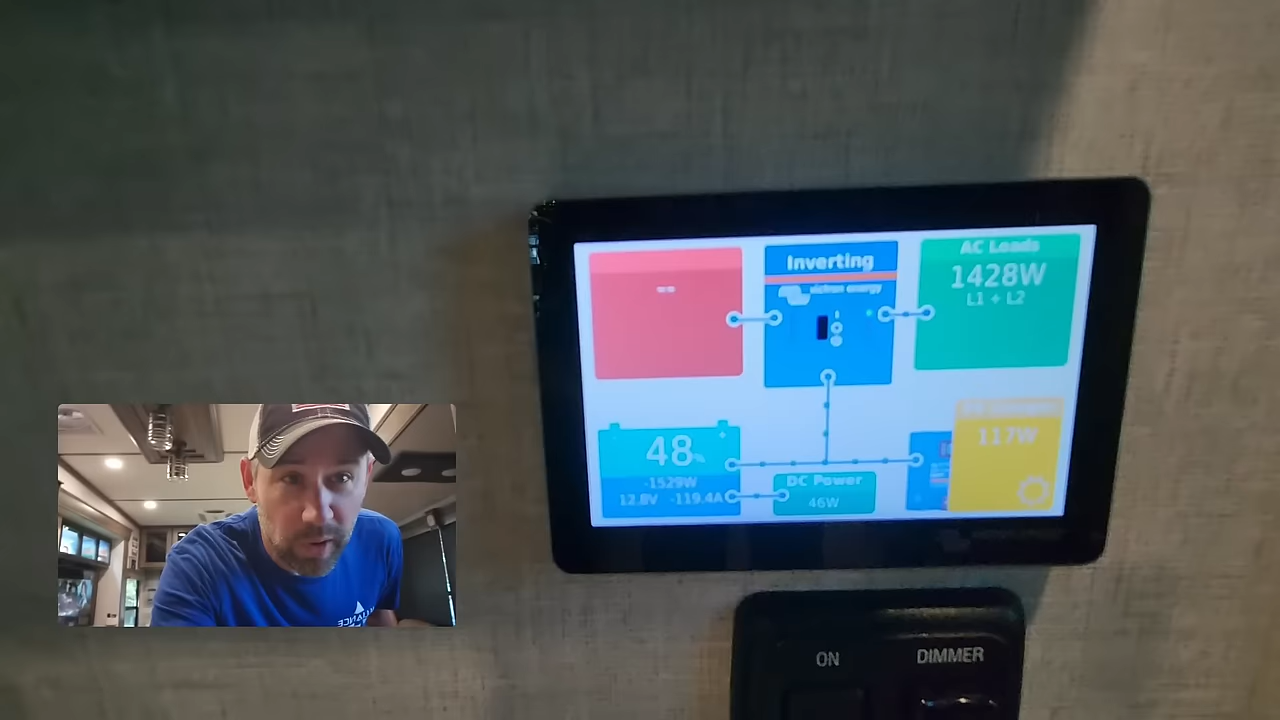 --
Inverting
victron energy
AC Loads
1428W
L1 + L2
48%
-1529W
12.8V -119.4A
DC Power
46W
117W
ON
DIMMER